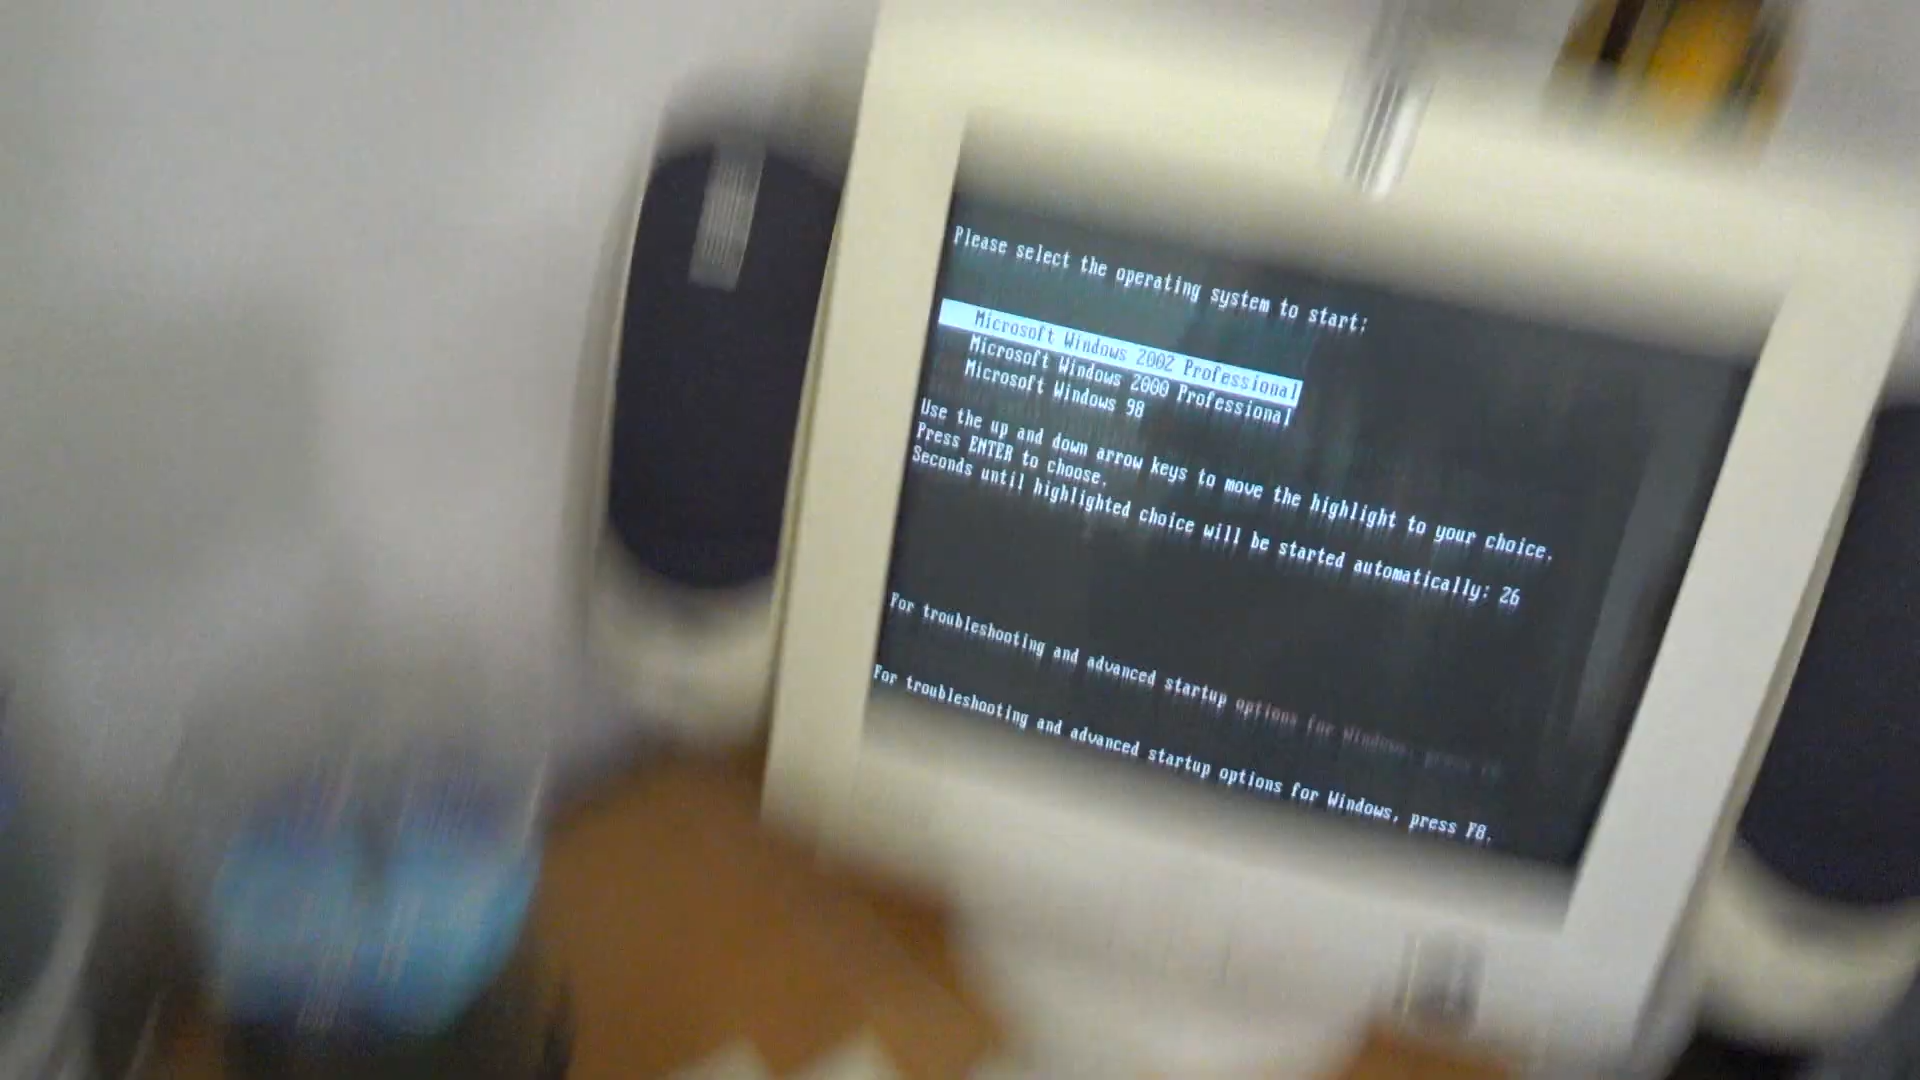 Please select the operating system to start:
Microsoft Windows 2002 Professional
Microsoft Windows 2000 Professional
Microsoft Windows 98
Use the up and down arrow keys to move the highlight to your choice.
Press ENTER to choose.
Seconds until highlighted choice will be started automatically: 26
For troubleshooting and advanced startup options for Windows, press F8
For troubleshooting and advanced startup options for Windows, press F8.